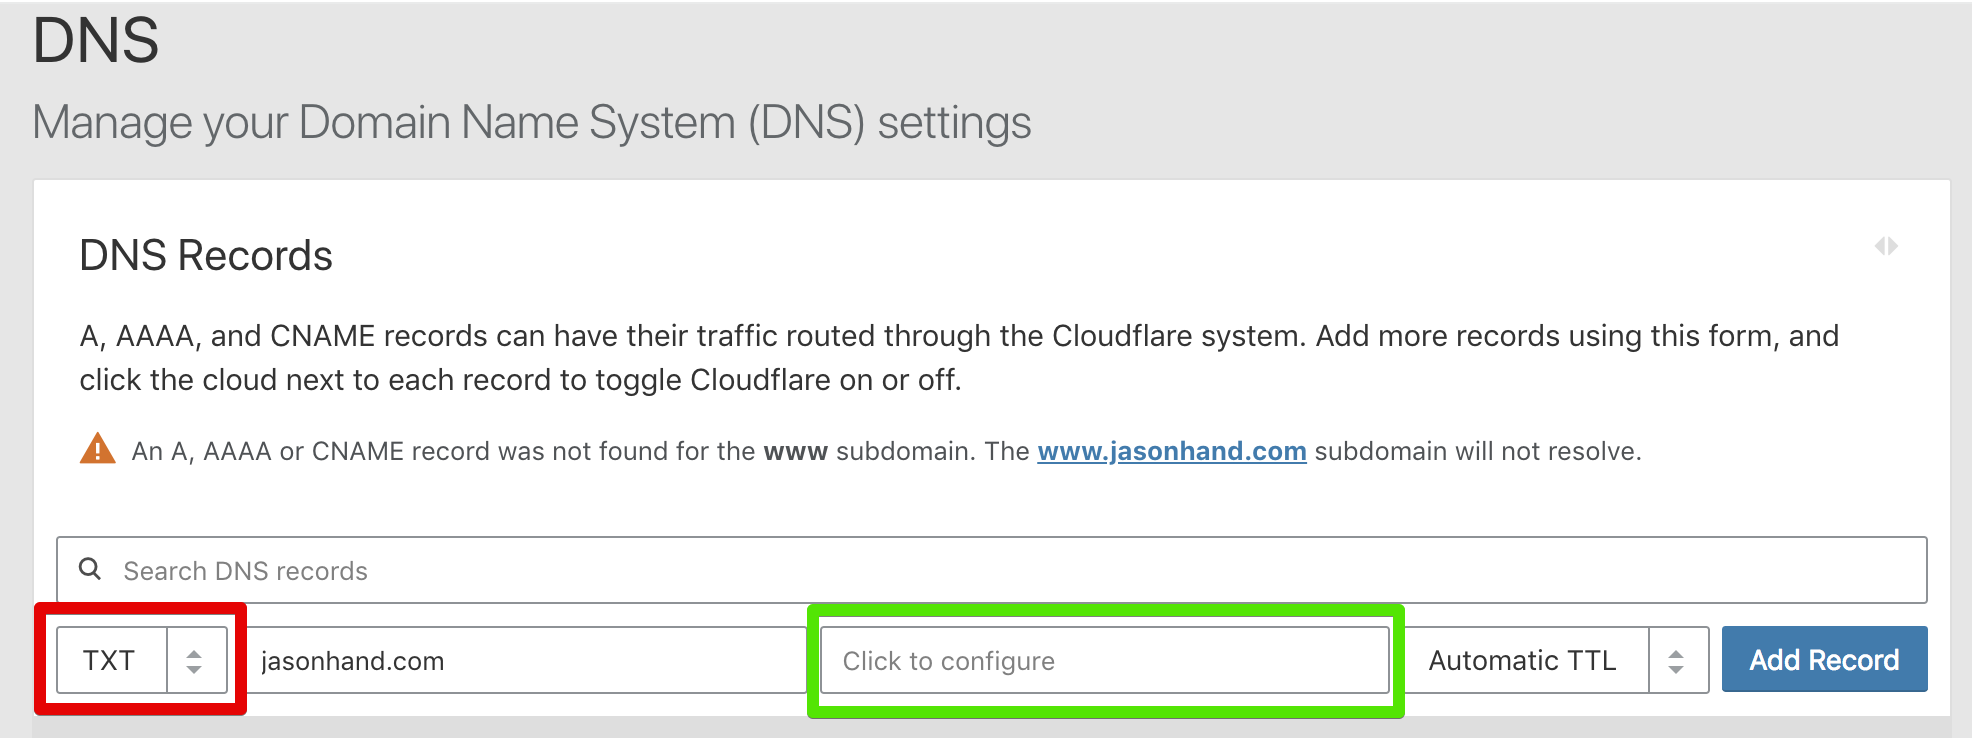 DNS
Manage your Domain Name System (DNS) settings
DNS Records
A, AAAA, and CNAME records can have their traffic routed through the Cloudflare system. Add more records using this form, and
click the cloud next to each record to toggle Cloudflare on or off.
An A, AAAA or CNAME record was not found for the www subdomain. The www.jasonhand.com subdomain will not resolve.
Search DNS records
TXT jasonhand.com Click to configure Automatic TTL Add Record